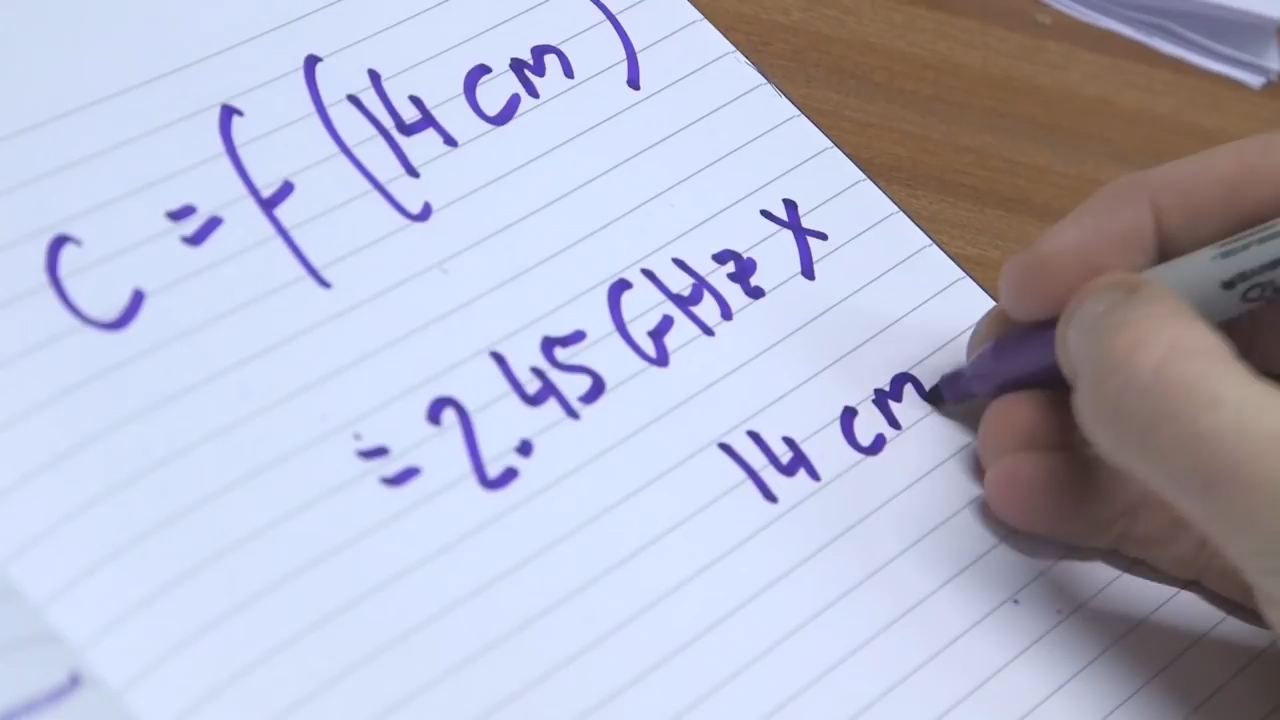 C = f (14 cm)
= 2.45 GHz X
14 cm